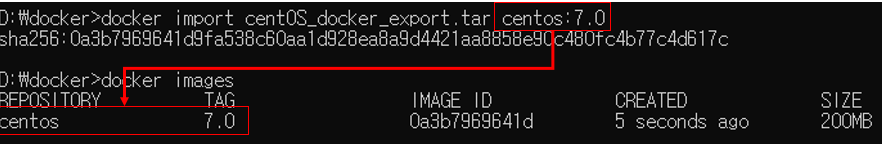 D:\docker>docker import centOS_docker_export.tar centos:7.0
sha256:0a3b7969641d9fa538c60aa1d928ea8a9d4421aa8858e90c480fc4b77c4d617c
D:\docker>docker images
REPOSITORY TAG IMAGE ID CREATED SIZE
centos 7.0 0a3b7969641d 5 seconds ago 200MB